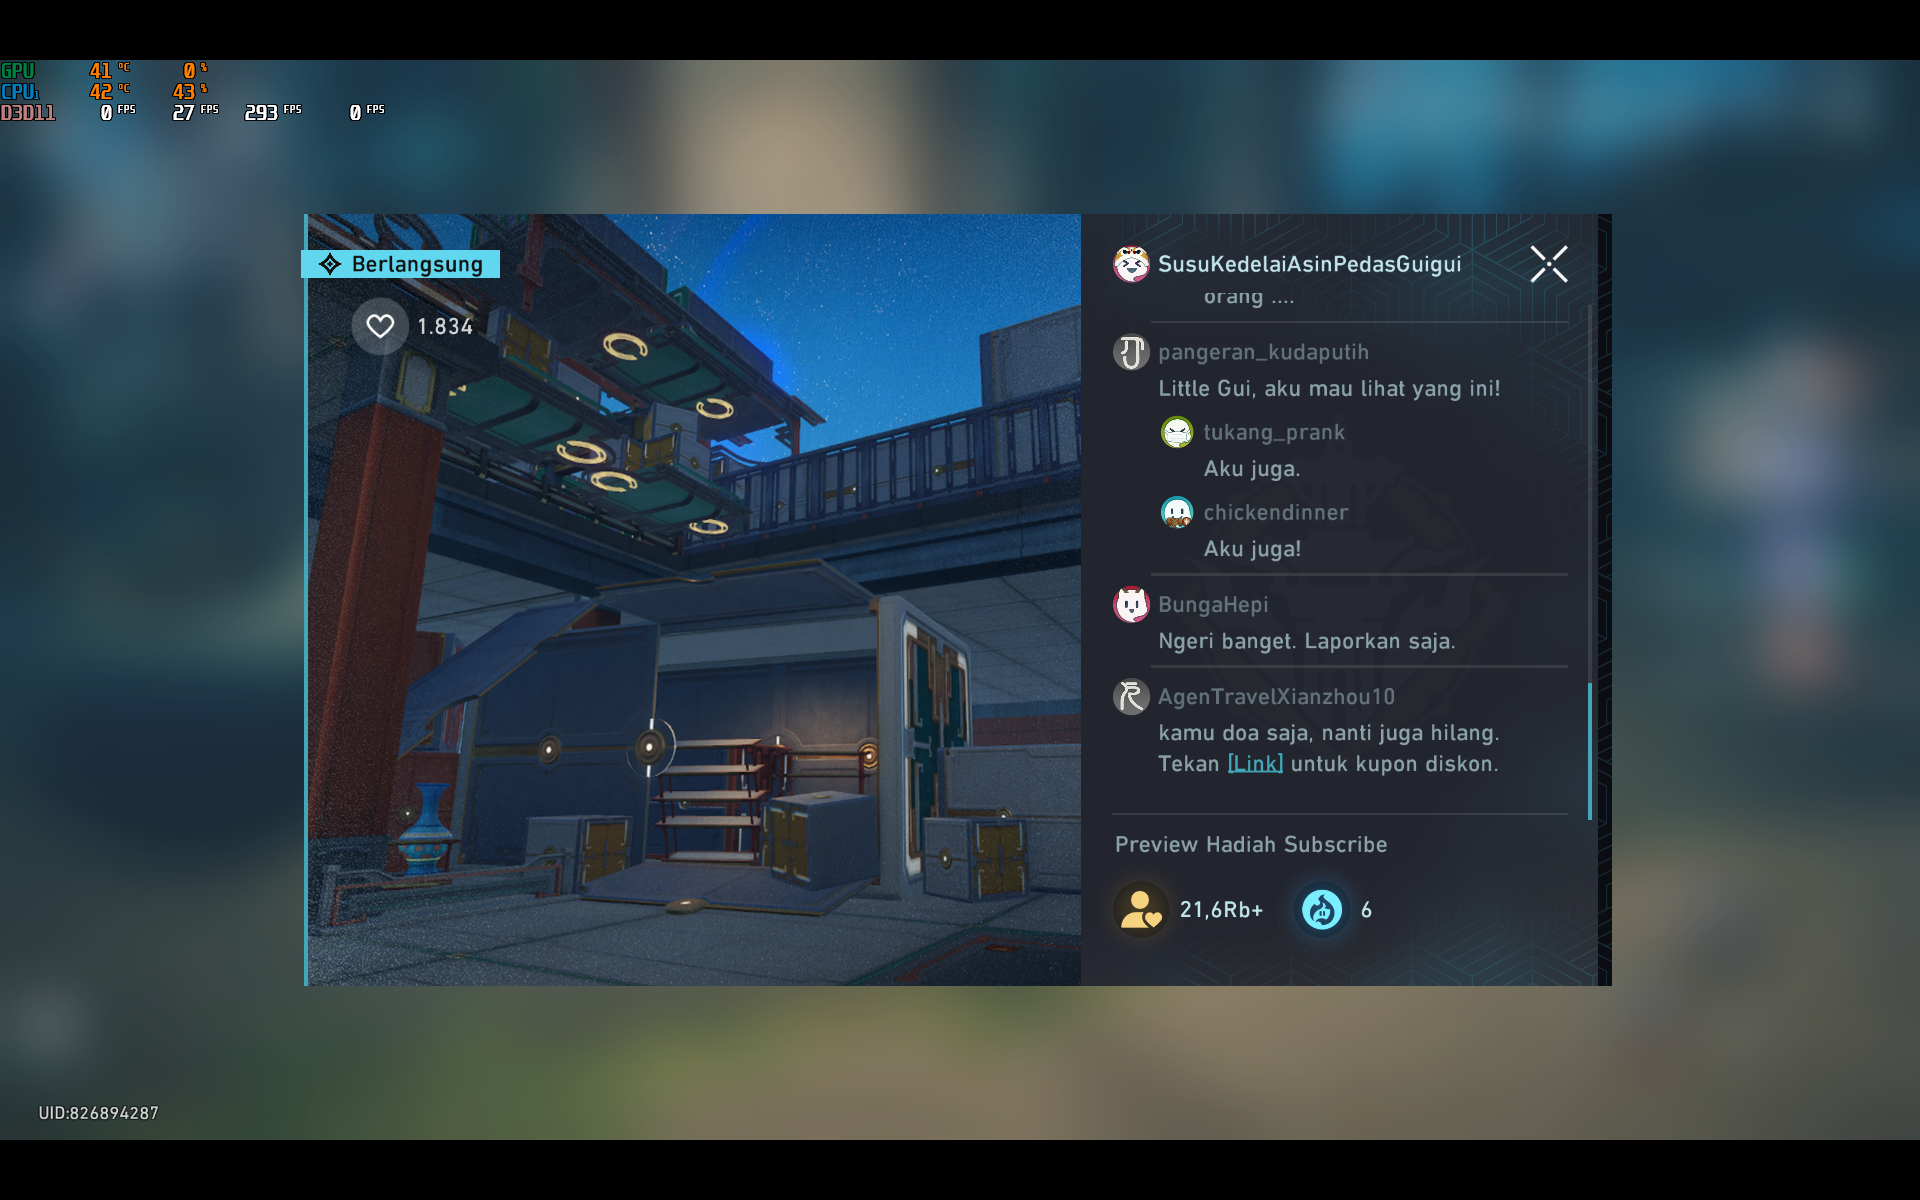 GPU 41 °C 0 %
CPU1 42 °C 43 %
D3D11 0 FPS 27 FPS 293 FPS 0 FPS
Berlangsung
1.834
SusuKedelaiAsinPedasGuigui
orang ....
pangeran_kudaputih
Little Gui, aku mau lihat yang ini!
tukang_prank
Aku juga.
chickendinner
Aku juga!
BungaHepi
Ngeri banget. Laporkan saja.
AgenTravelXianzhou10
kamu doa saja, nanti juga hilang.
Tekan [Link] untuk kupon diskon.
Preview Hadiah Subscribe
21,6Rb+ 6
UID:826894287